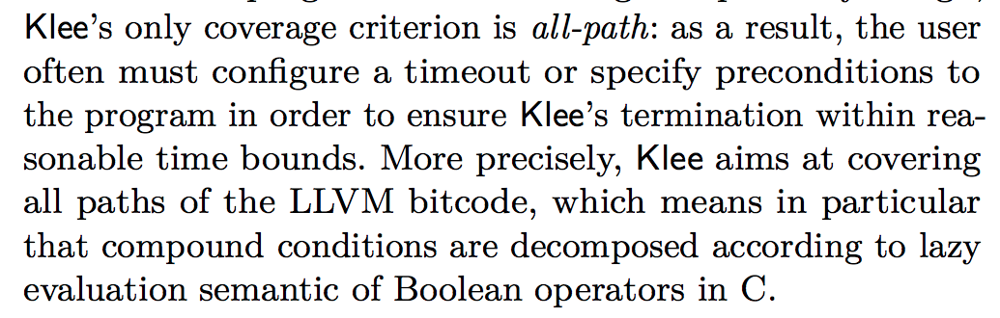 Klee's only coverage criterion is all-path: as a result, the user
often must configure a timeout or specify preconditions to
the program in order to ensure Klee's termination within rea-
sonable time bounds. More precisely, Klee aims at covering
all paths of the LLVM bitcode, which means in particular
that compound conditions are decomposed according to lazy
evaluation semantic of Boolean operators in C.